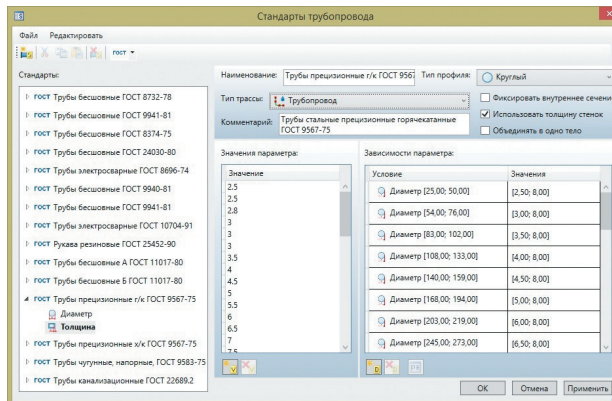 Стандарты трубопровода
Файл Редактировать
ГОСТ
Стандарты:
ГОСТ Трубы бесшовные ГОСТ 8732-78
ГОСТ Трубы бесшовные ГОСТ 9941-81
ГОСТ Трубы бесшовные ГОСТ 8374-75
ГОСТ Трубы бесшовные ГОСТ 24030-80
ГОСТ Трубы электросварные ГОСТ 8696-74
ГОСТ Трубы бесшовные ГОСТ 9940-81
ГОСТ Трубы бесшовные ГОСТ 9941-81
ГОСТ Трубы электросварные ГОСТ 10704-91
ГОСТ Рукава резиновые ГОСТ 25452-90
ГОСТ Трубы бесшовные А ГОСТ 11017-80
ГОСТ Трубы бесшовные Б ГОСТ 11017-80
ГОСТ Трубы прецизионные г/к ГОСТ 9567-75
Диаметр
Толщина
ГОСТ Трубы прецизионные х/к ГОСТ 9567-75
ГОСТ Трубы чугунные, напорные, ГОСТ 9583-75
ГОСТ Трубы канализационные ГОСТ 22689.2
Наименование: Трубы прецизионные г/к ГОСТ 9567 Тип профиля: Круглый
Тип трассы: Трубопровод
Комментарий: Трубы стальные прецизионные горячекатанные
ГОСТ 9567-75
Фиксировать внутреннее сечени
Использовать толщину стенок
Объединять в одно тело
Значения параметра:
Значение
2.5
2.5
2.8
3
3
3
3.5
4
4.5
5
5.5
6
6.5
7
7.5
Зависимости параметра:
Условие Значения
Диаметр [25,00; 50,00] [2,50; 8,00]
Диаметр [54,00; 76,00] [3,00; 8,00]
Диаметр [83,00; 102,00] [3,50; 8,00]
Диаметр [108,00; 133,00] [4,00; 8,00]
Диаметр [140,00; 159,00] [4,50; 8,00]
Диаметр [168,00; 194,00] [5,00; 8,00]
Диаметр [203,00; 219,00] [6,00; 8,00]
Диаметр [245,00; 273,00] [6,50; 8,00]
OK Отмена Применить